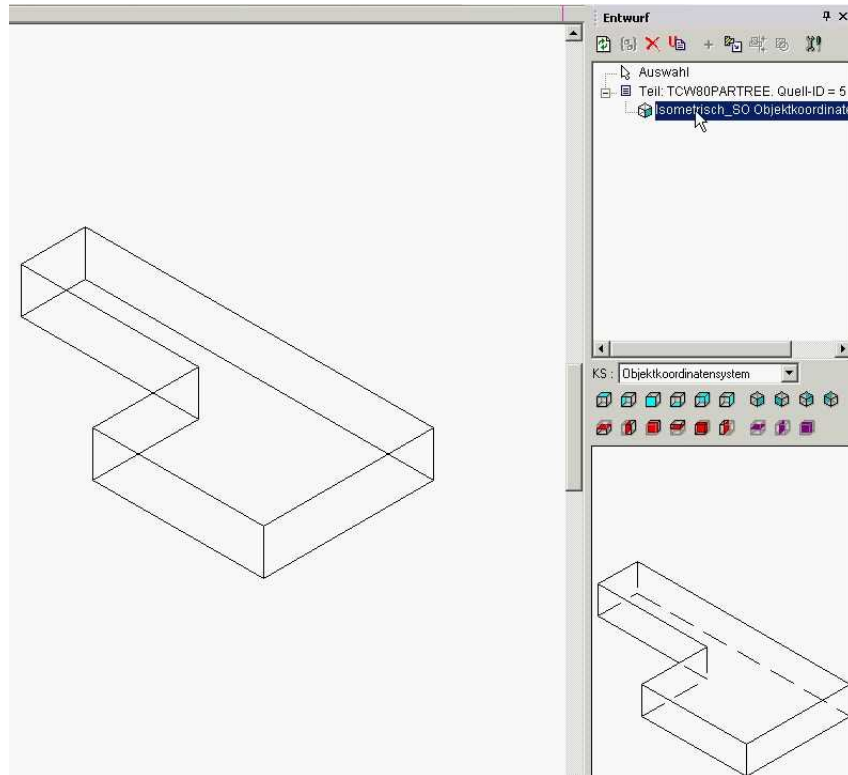 Entwurf
Auswahl
Teil: TCW80PARTREE. Quell-ID = 5
Isometrisch_SO Objektkoordinate
KS : Objektkoordinatensystem